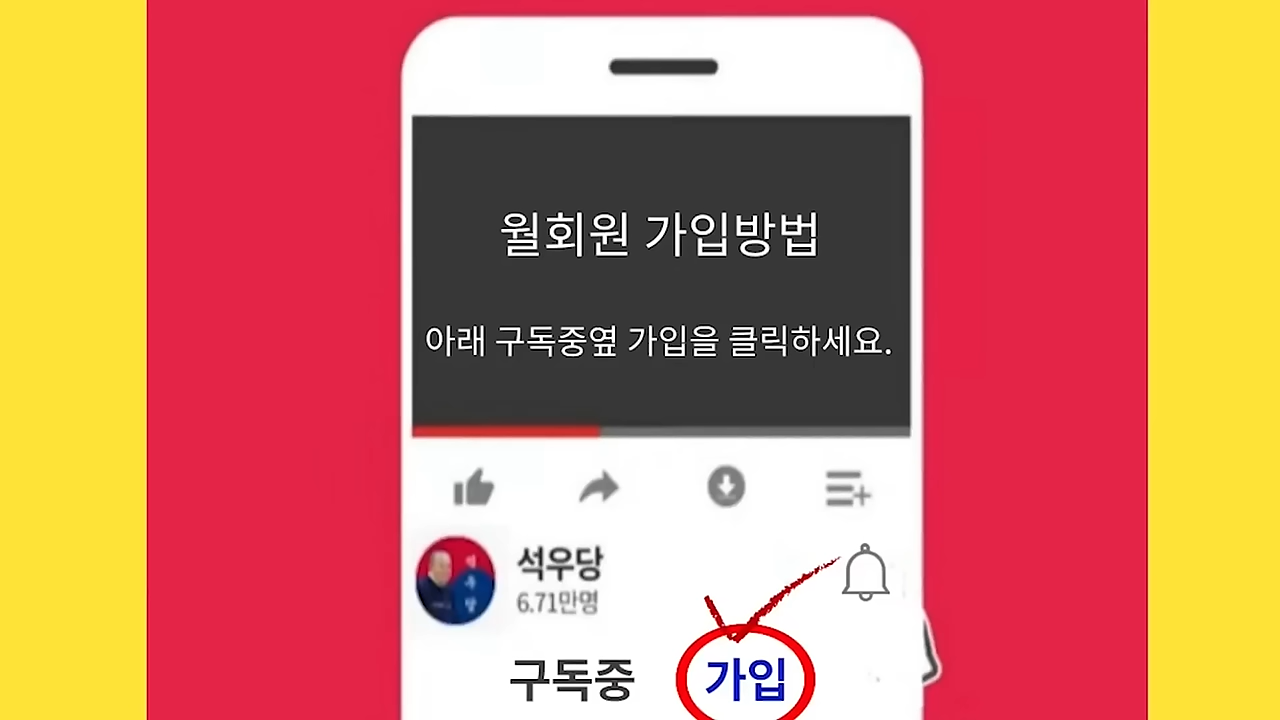 월회원 가입방법
아래 구독중옆 가입을 클릭하세요.
석우당
6.71만명
구독중 가입